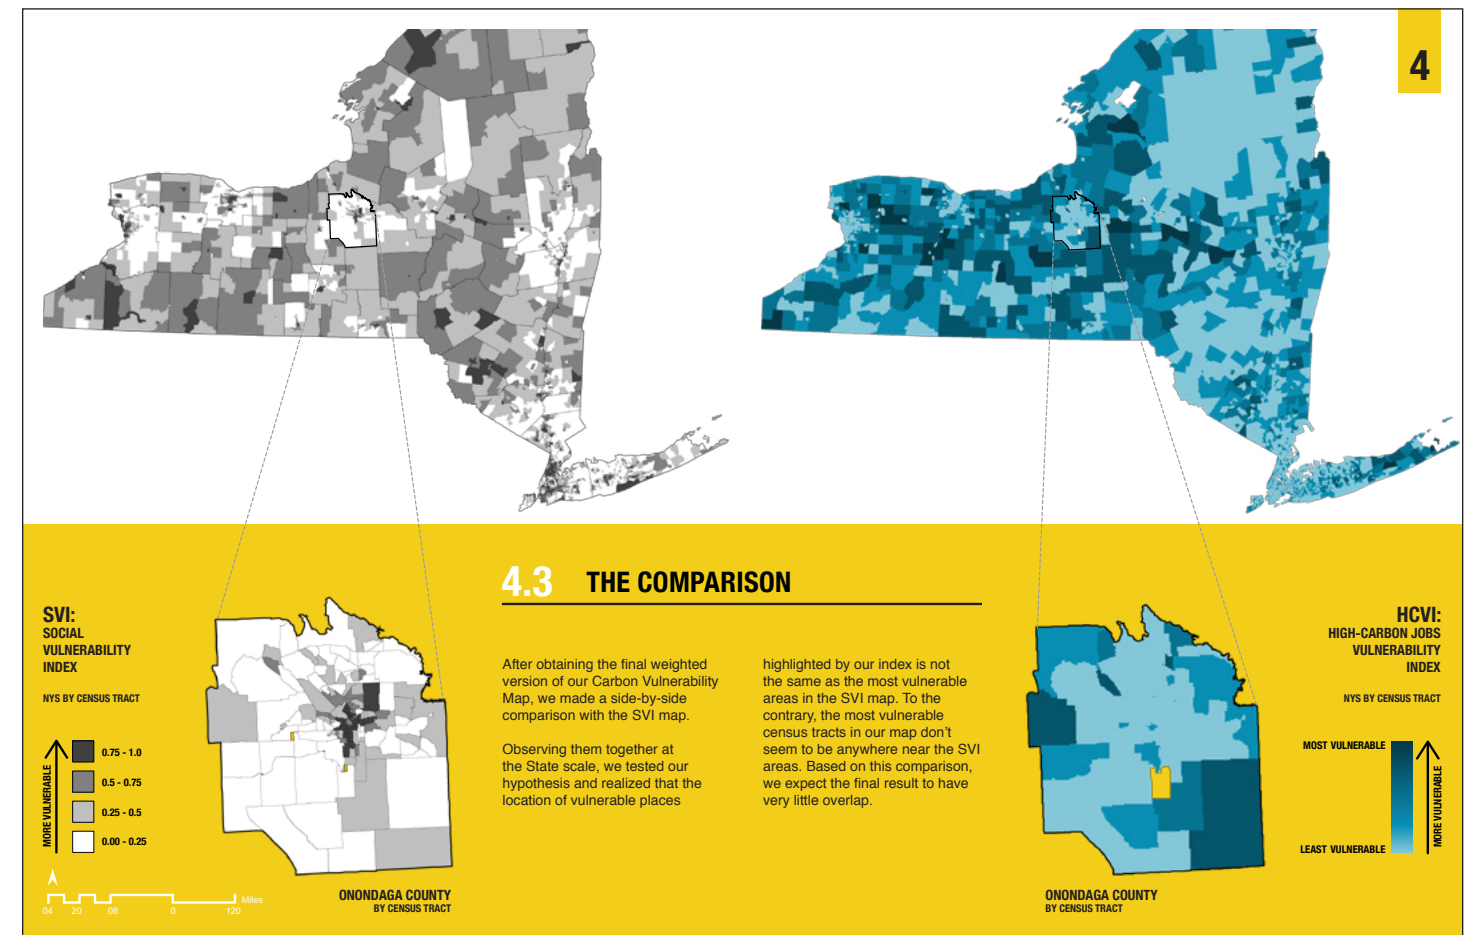 4
4.3 THE COMPARISON
SVI:
SOCIAL
VULNERABILITY
INDEX
NYS BY CENSUS TRACT
MORE VULNERABLE
0.75 - 1.0
0.5 - 0.75
0.25 - 0.5
0.00 - 0.25
04 20 08 0 120 Miles
ONONDAGA COUNTY
BY CENSUS TRACT
After obtaining the final weighted
version of our Carbon Vulnerability
Map, we made a side-by-side
comparison with the SVI map.
Observing them together at
the State scale, we tested our
hypothesis and realized that the
location of vulnerable places
highlighted by our index is not
the same as the most vulnerable
areas in the SVI map. To the
contrary, the most vulnerable
census tracts in our map don't
seem to be anywhere near the SVI
areas. Based on this comparison,
we expect the final result to have
very little overlap.
HCVI:
HIGH-CARBON JOBS
VULNERABILITY
INDEX
NYS BY CENSUS TRACT
MOST VULNERABLE
LEAST VULNERABLE
MORE VULNERABLE
ONONDAGA COUNTY
BY CENSUS TRACT